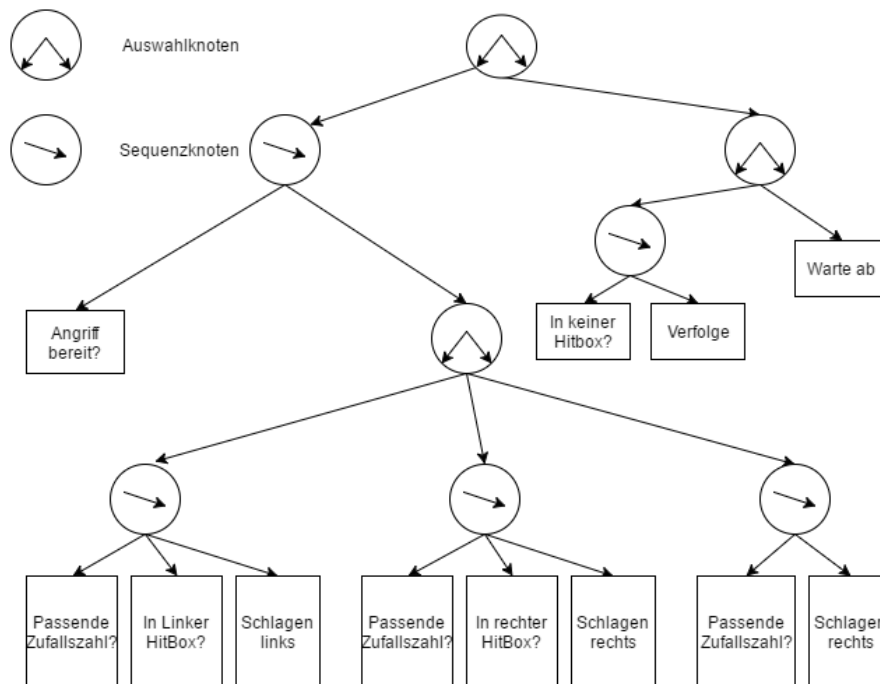 Auswahlknoten
Sequenzknoten
Angriff
bereit?
In keiner
Hitbox?
Verfolge
Warte ab
Passende
Zufallszahl?
In Linker
HitBox?
Schlagen
links
Passende
Zufallszahl?
In rechter
HitBox?
Schlagen
rechts
Passende
Zufallszahl?
Schlagen
rechts